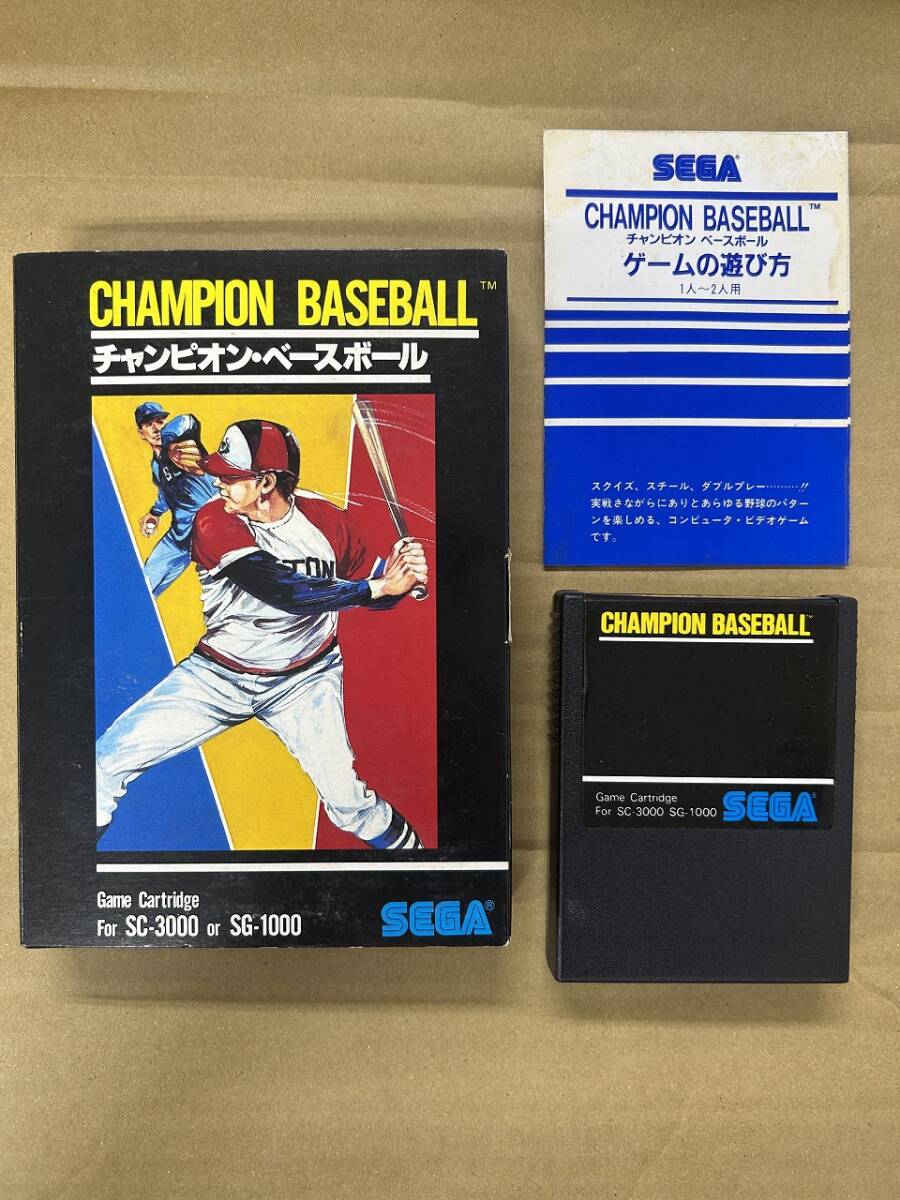 CHAMPION BASEBALL™
チャンピオン・ベースボール
TON
Game Cartridge
For SC-3000 or SG-1000
SEGA®
SEGA®
CHAMPION BASEBALL™
チャンピオン ベースボール
ゲームの遊び方
1人～2人用
スクイズ、スチール、ダブルプレー………!!
実戦さながらにありとあらゆる野球のパター
ンを楽しめる、コンピュータ・ビデオゲーム
です。
CHAMPION BASEBALL™
Game Cartridge
For SC-3000 SG-1000
SEGA®